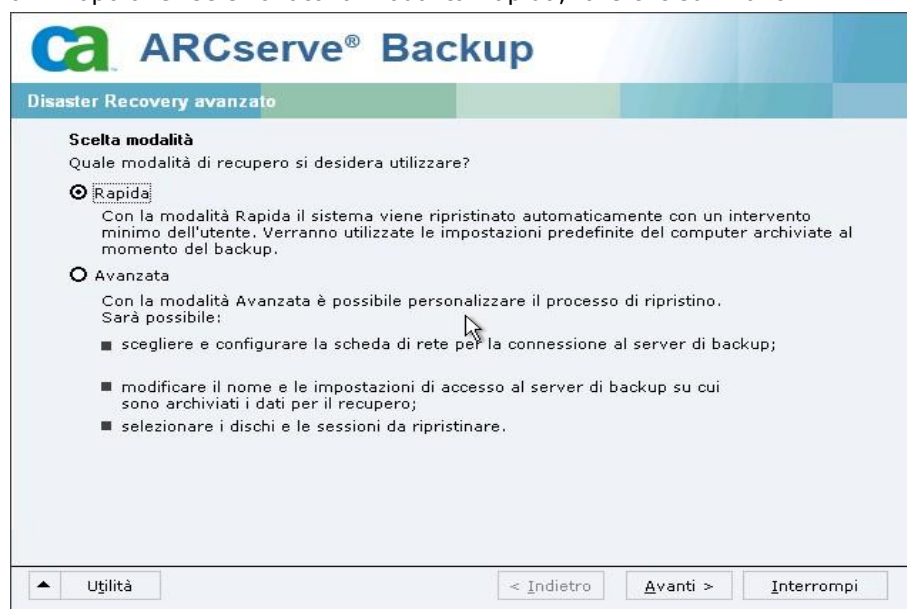 ca ARCserve® Backup
Disaster Recovery avanzato
Scelta modalità
Quale modalità di recupero si desidera utilizzare?
Rapida
Con la modalità Rapida il sistema viene ripristinato automaticamente con un intervento
minimo dell'utente. Verranno utilizzate le impostazioni predefinite del computer archiviate al
momento del backup.
Avanzata
Con la modalità Avanzata è possibile personalizzare il processo di ripristino.
Sarà possibile:
scegliere e configurare la scheda di rete per la connessione al server di backup;
modificare il nome e le impostazioni di accesso al server di backup su cui
sono archiviati i dati per il recupero;
selezionare i dischi e le sessioni da ripristinare.
Utilità < Indietro Avanti > Interrompi